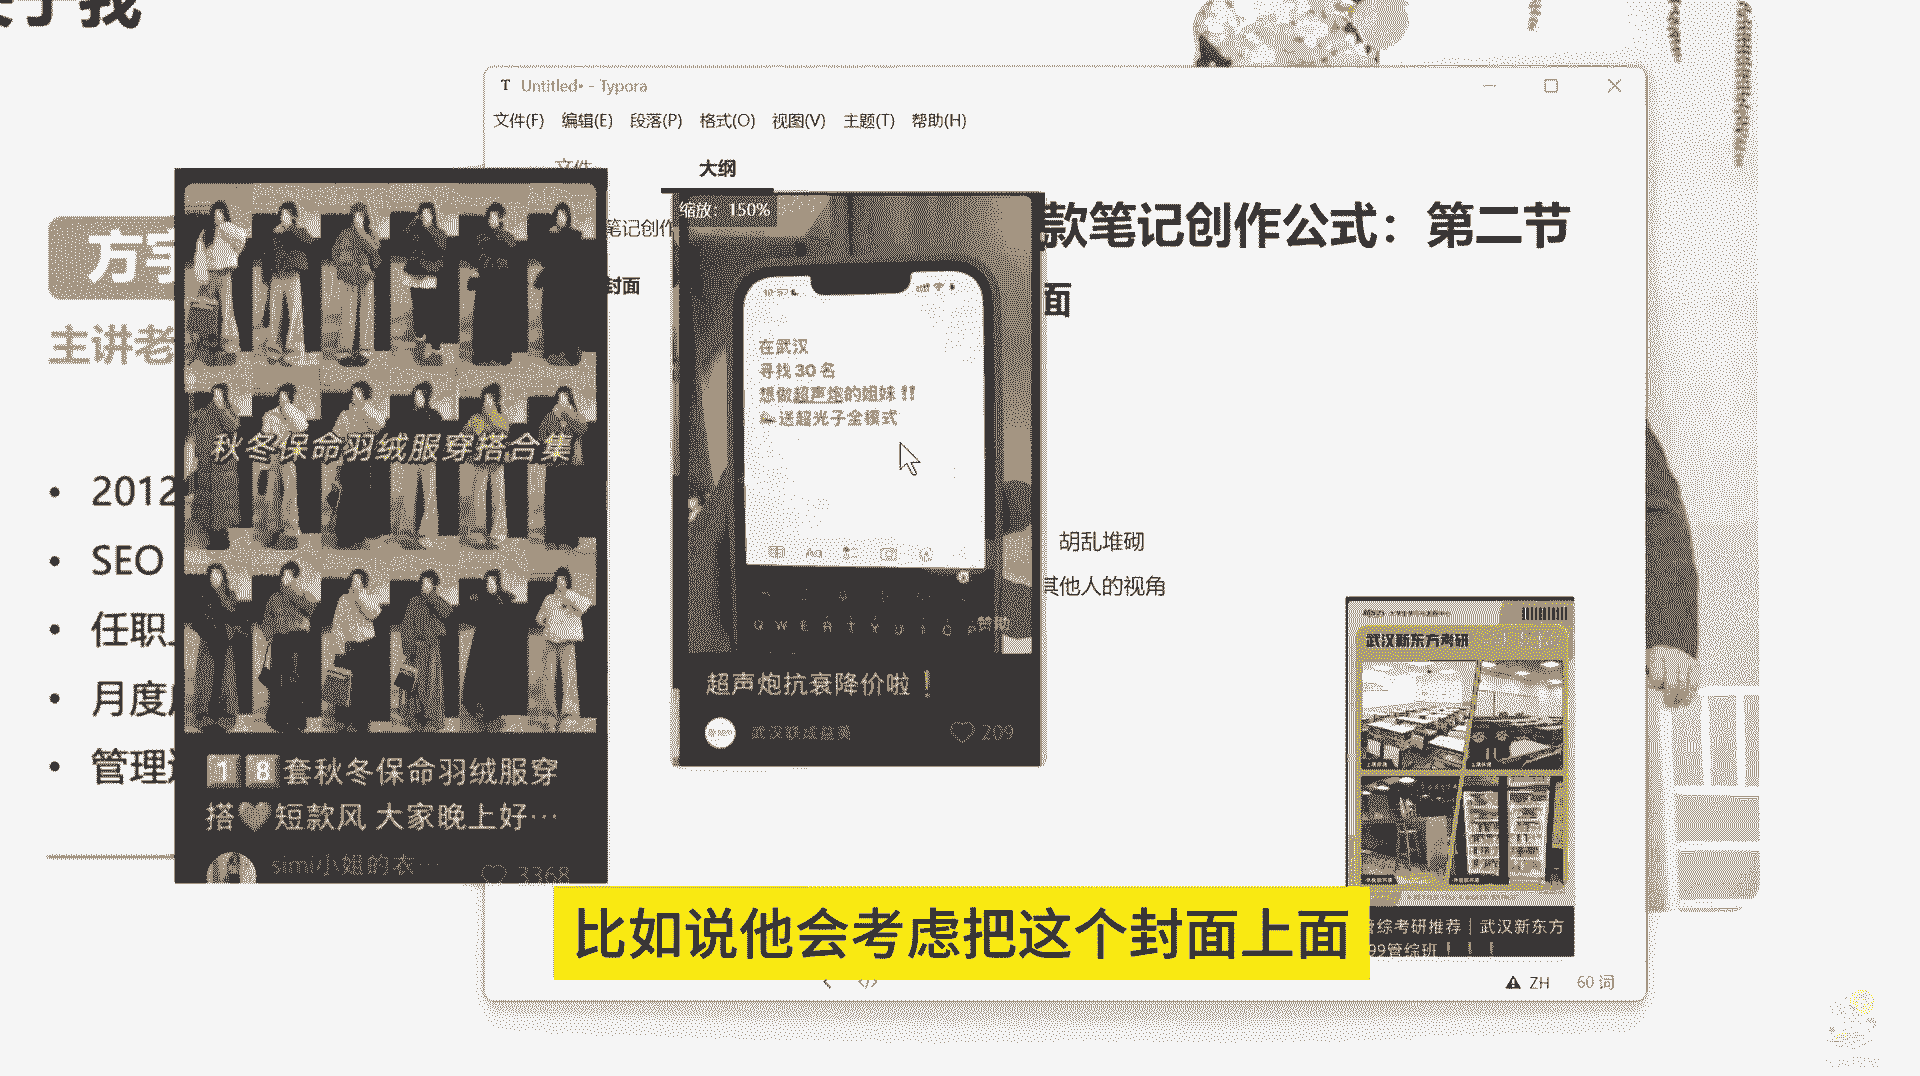 于我
Untitled• - Typora
文件(F) 编辑(E) 段落(P) 格式(O) 视图(V) 主题(T) 帮助(H)
文件
大纲
笔记创作
封面
款笔记创作公式：第二节
面
胡乱堆砌
其他人的视角
方
主讲老
• 2012
• SEO
• 任职
• 月度
• 管理
秋冬保命羽绒服穿搭合集
18套秋冬保命羽绒服穿
搭🖤短款风 大家晚上好…
simi小姐的衣…
3368
缩放：150%
在武汉
寻找 30 名
想做超声炮的姐妹 !!
送超光子全模式
Aa
Q W E R T Y U I O P
赞助
超声炮抗衰降价啦！
209
武汉新东方考研
管综考研推荐｜武汉新东方
99管综班！！！
比如说他会考虑把这个封面上面
ZH
60 词